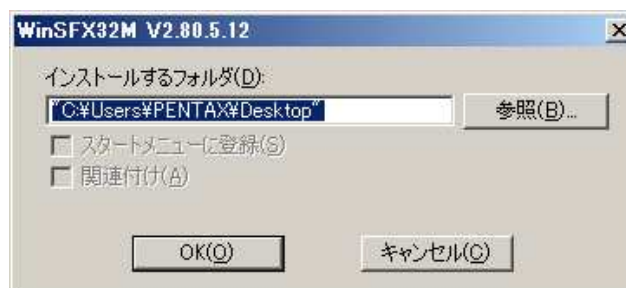 WinSFX32M V2.80.5.12
インストールするフォルダ(D):
"C:¥Users¥PENTAX¥Desktop"
参照(B)...
スタートメニューに登録(S)
関連付け(A)
OK(O)
キャンセル(C)